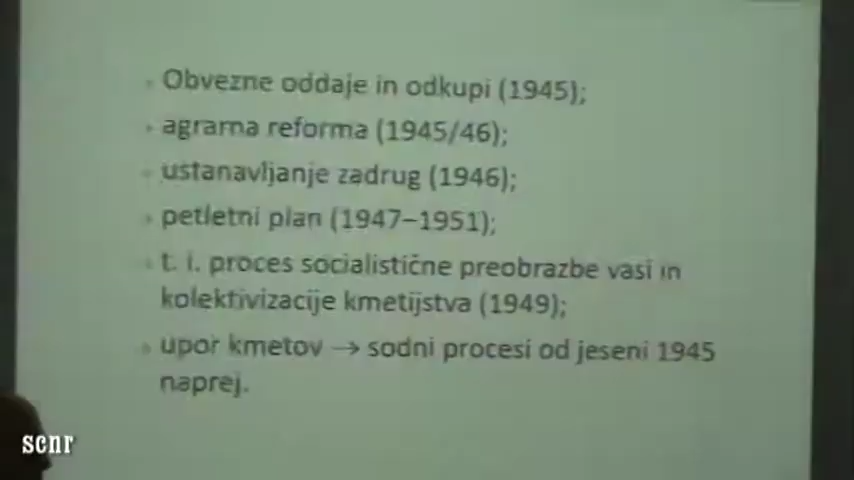 Obvezne oddaje in odkupi (1945);
agrarna reforma (1945/46);
ustanavljanje zadrug (1946);
petletni plan (1947–1951);
t. i. proces socialistične preobrazbe vasi in
kolektivizacije kmetijstva (1949);
upor kmetov → sodni procesi od jeseni 1945
naprej.
scnr